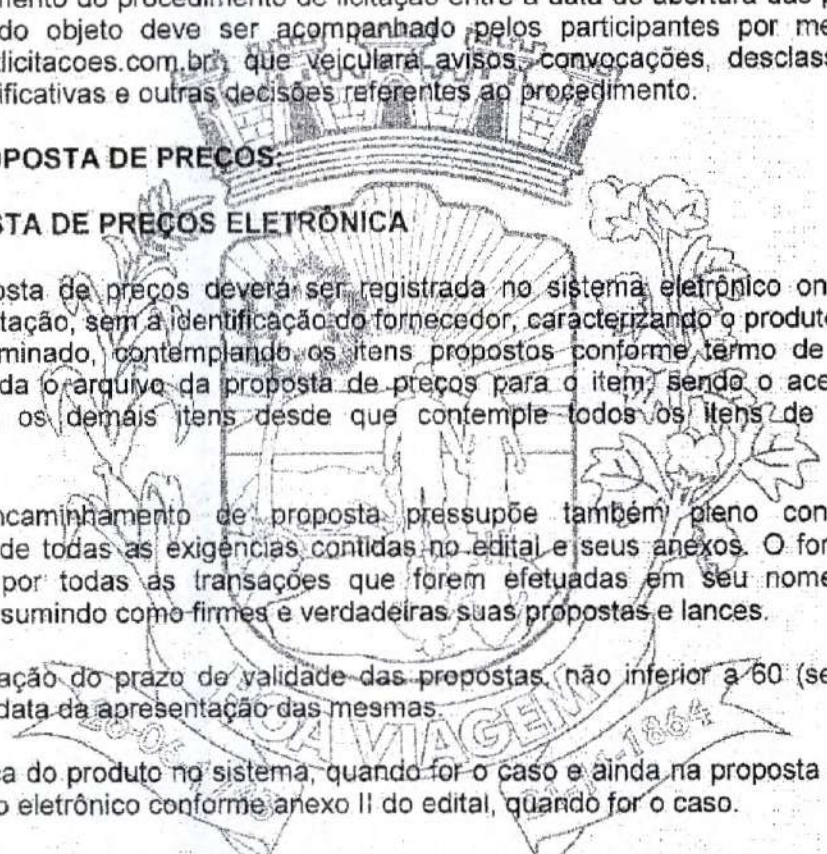 do objeto deve ser acompanhado pelos participantes por me
licitacoes.com.br", que veiculará avisos, convocações, desclass
ificativas e outras decisões referentes ao procedimento.
OPOSTA DE PREÇOS:
STA DE PREÇOS ELETRÔNICA
osta de preços deverá ser registrada no sistema eletrônico on
tação, sem a identificação do fornecedor, caracterizando o produto
minado, contemplando os itens propostos conforme termo de
da o arquivo da proposta de preços para o item, sendo o ace
os demais itens desde que contemple todos os itens de
ncaminhamento de proposta pressupõe também pleno con
de todas as exigências contidas no edital e seus anexos. O for
por todas as transações que forem efetuadas em seu nome
sumindo como firmes e verdadeiras suas propostas e lances.
ação do prazo de validade das propostas, não inferior a 60 (se
data da apresentação das mesmas.
ca do produto no sistema, quando for o caso e ainda na proposta
o eletrônico conforme anexo II do edital, quando for o caso.
BOA VIAGEM
1864